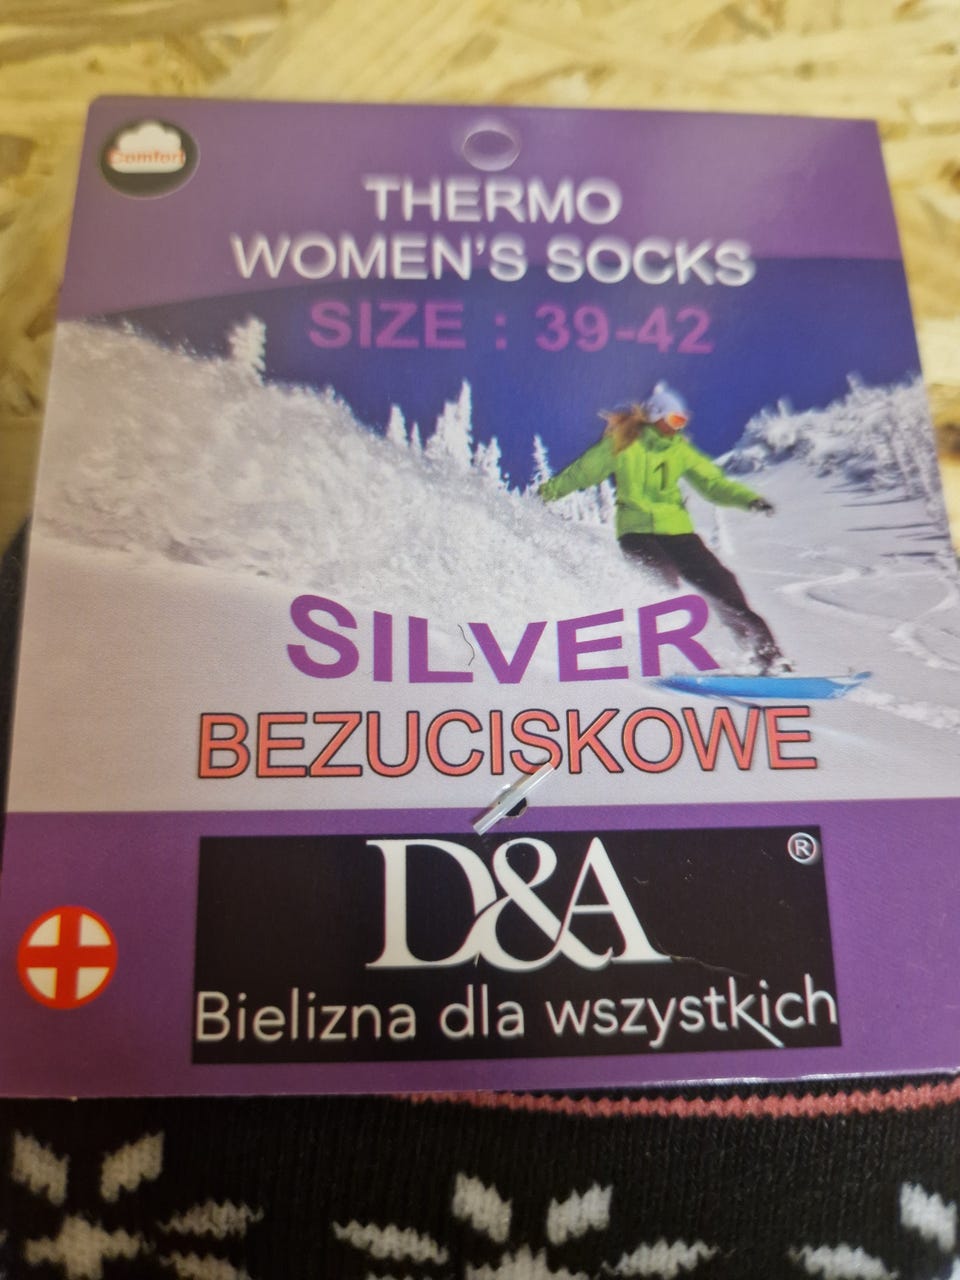 Comfort
THERMO
WOMEN'S SOCKS
SIZE : 39-42
1
SILVER
BEZUCISKOWE
D&A ®
Bielizna dla wszystkich